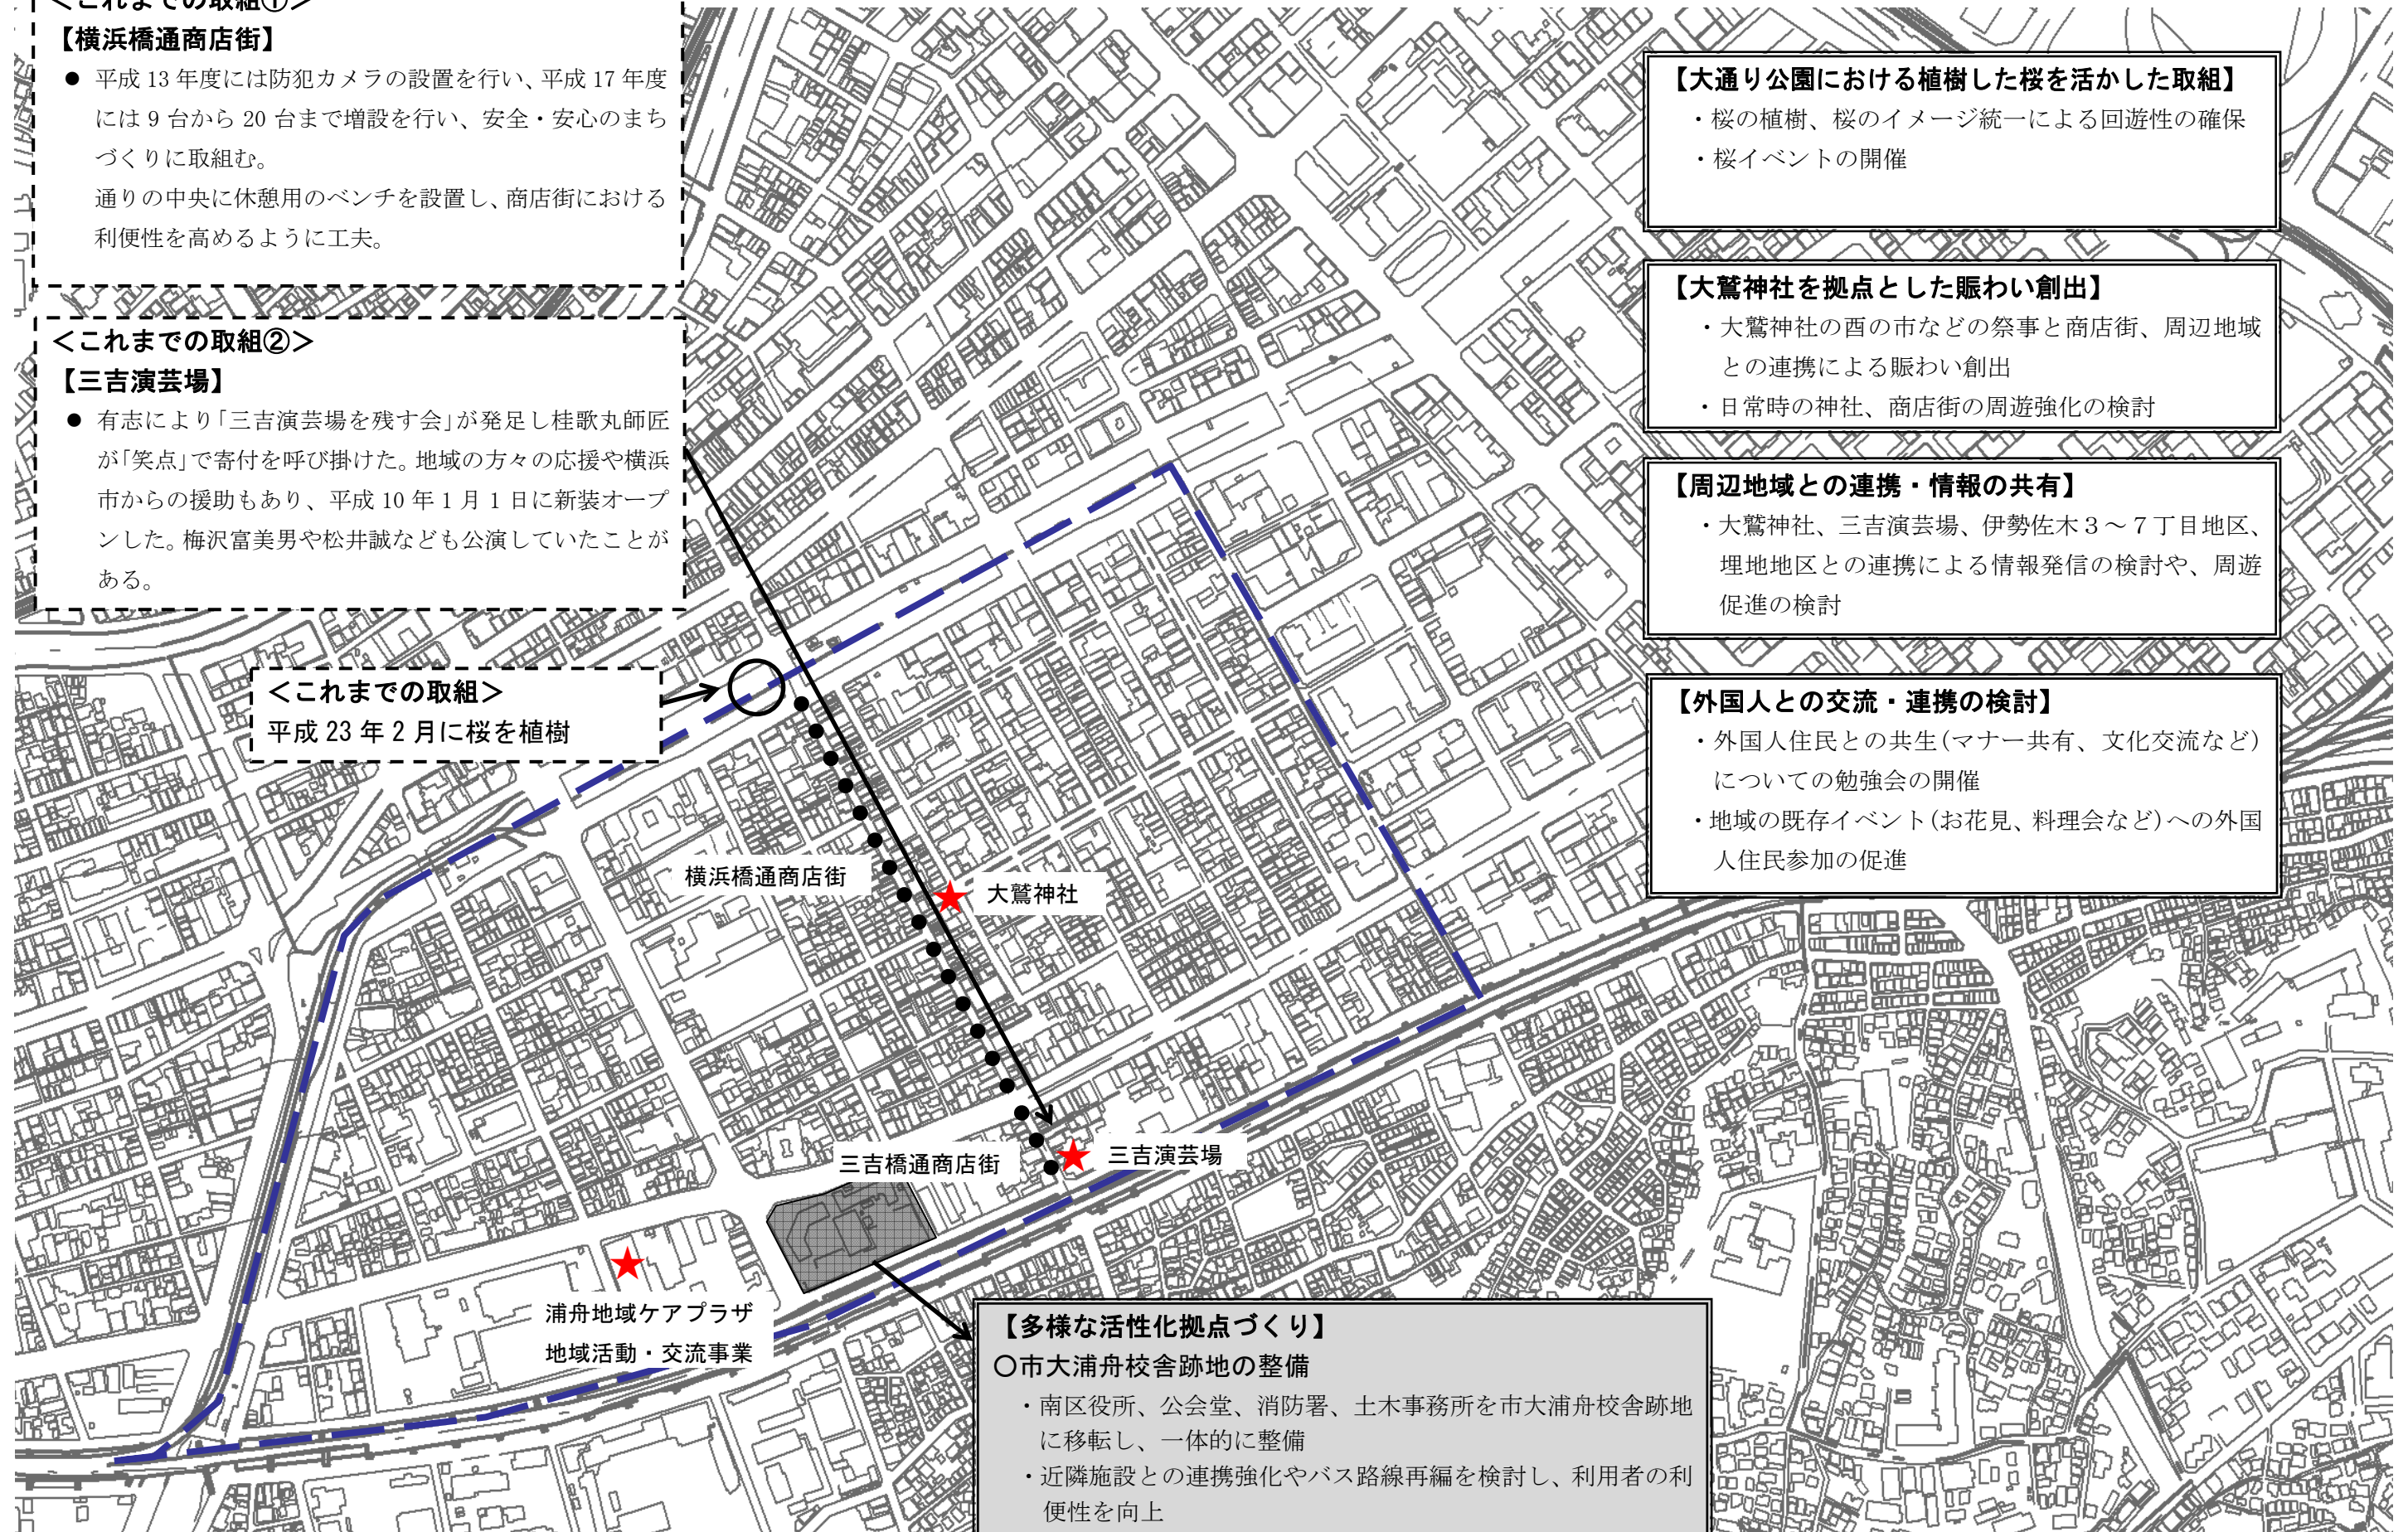 ＜これまでの取組①＞
【横浜橋通商店街】
● 平成 13 年度には防犯カメラの設置を行い、平成 17 年度
には 9 台から 20 台まで増設を行い、安全・安心のまち
づくりに取組む。
通りの中央に休憩用のベンチを設置し、商店街における
利便性を高めるように工夫。
＜これまでの取組②＞
【三吉演芸場】
● 有志により「三吉演芸場を残す会」が発足し桂歌丸師匠
が「笑点」で寄付を呼び掛けた。地域の方々の応援や横浜
市からの援助もあり、平成 10 年 1 月 1 日に新装オープ
ンした。梅沢富美男や松井誠なども公演していたことが
ある。
＜これまでの取組＞
平成 23 年 2 月に桜を植樹
【大通り公園における植樹した桜を活かした取組】
・桜の植樹、桜のイメージ統一による回遊性の確保
・桜イベントの開催
【大鷲神社を拠点とした賑わい創出】
・大鷲神社の酉の市などの祭事と商店街、周辺地域
との連携による賑わい創出
・日常時の神社、商店街の周遊強化の検討
【周辺地域との連携・情報の共有】
・大鷲神社、三吉演芸場、伊勢佐木３～７丁目地区、
埋地地区との連携による情報発信の検討や、周遊
促進の検討
【外国人との交流・連携の検討】
・外国人住民との共生（マナー共有、文化交流など）
についての勉強会の開催
・地域の既存イベント（お花見、料理会など）への外国
人住民参加の促進
横浜橋通商店街
大鷲神社
三吉橋通商店街
三吉演芸場
浦舟地域ケアプラザ
地域活動・交流事業
【多様な活性化拠点づくり】
○市大浦舟校舎跡地の整備
・南区役所、公会堂、消防署、土木事務所を市大浦舟校舎跡地
に移転し、一体的に整備
・近隣施設との連携強化やバス路線再編を検討し、利用者の利
便性を向上